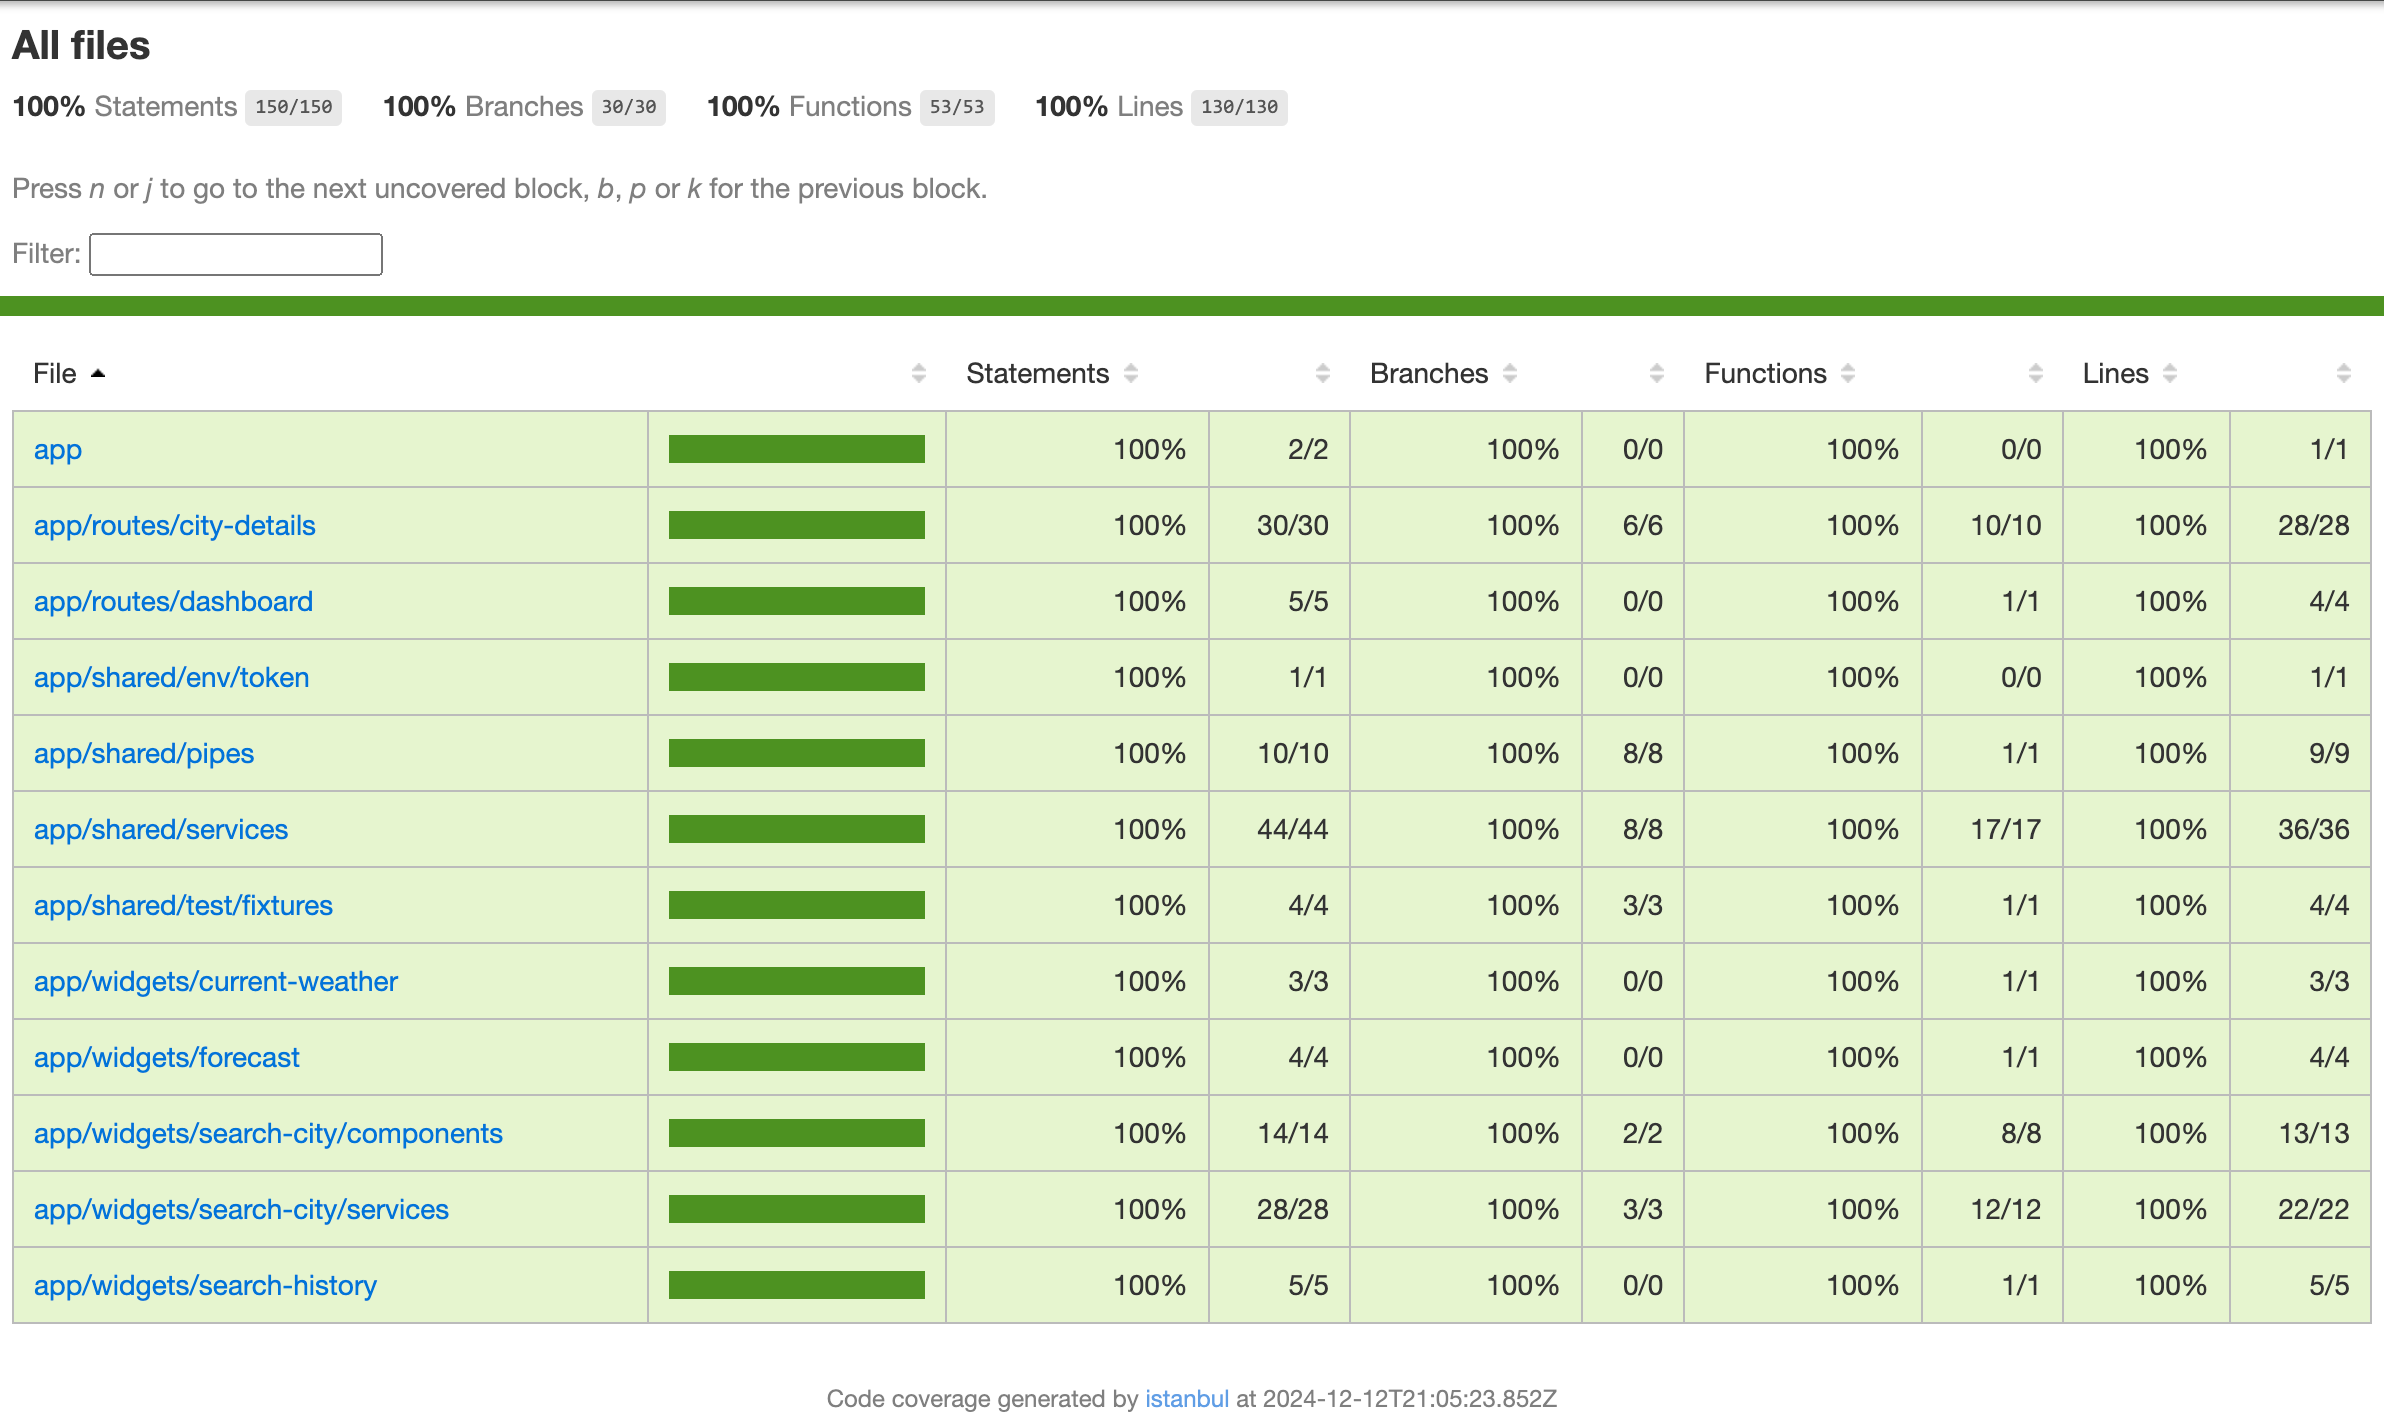 All files
100% Statements 150/150 100% Branches 30/30 100% Functions 53/53 100% Lines 130/130
Press n or j to go to the next uncovered block, b, p or k for the previous block.
Filter:
File Statements Branches Functions Lines
app 100% 2/2 100% 0/0 100% 0/0 100% 1/1
app/routes/city-details 100% 30/30 100% 6/6 100% 10/10 100% 28/28
app/routes/dashboard 100% 5/5 100% 0/0 100% 1/1 100% 4/4
app/shared/env/token 100% 1/1 100% 0/0 100% 0/0 100% 1/1
app/shared/pipes 100% 10/10 100% 8/8 100% 1/1 100% 9/9
app/shared/services 100% 44/44 100% 8/8 100% 17/17 100% 36/36
app/shared/test/fixtures 100% 4/4 100% 3/3 100% 1/1 100% 4/4
app/widgets/current-weather 100% 3/3 100% 0/0 100% 1/1 100% 3/3
app/widgets/forecast 100% 4/4 100% 0/0 100% 1/1 100% 4/4
app/widgets/search-city/components 100% 14/14 100% 2/2 100% 8/8 100% 13/13
app/widgets/search-city/services 100% 28/28 100% 3/3 100% 12/12 100% 22/22
app/widgets/search-history 100% 5/5 100% 0/0 100% 1/1 100% 5/5
Code coverage generated by istanbul at 2024-12-12T21:05:23.852Z